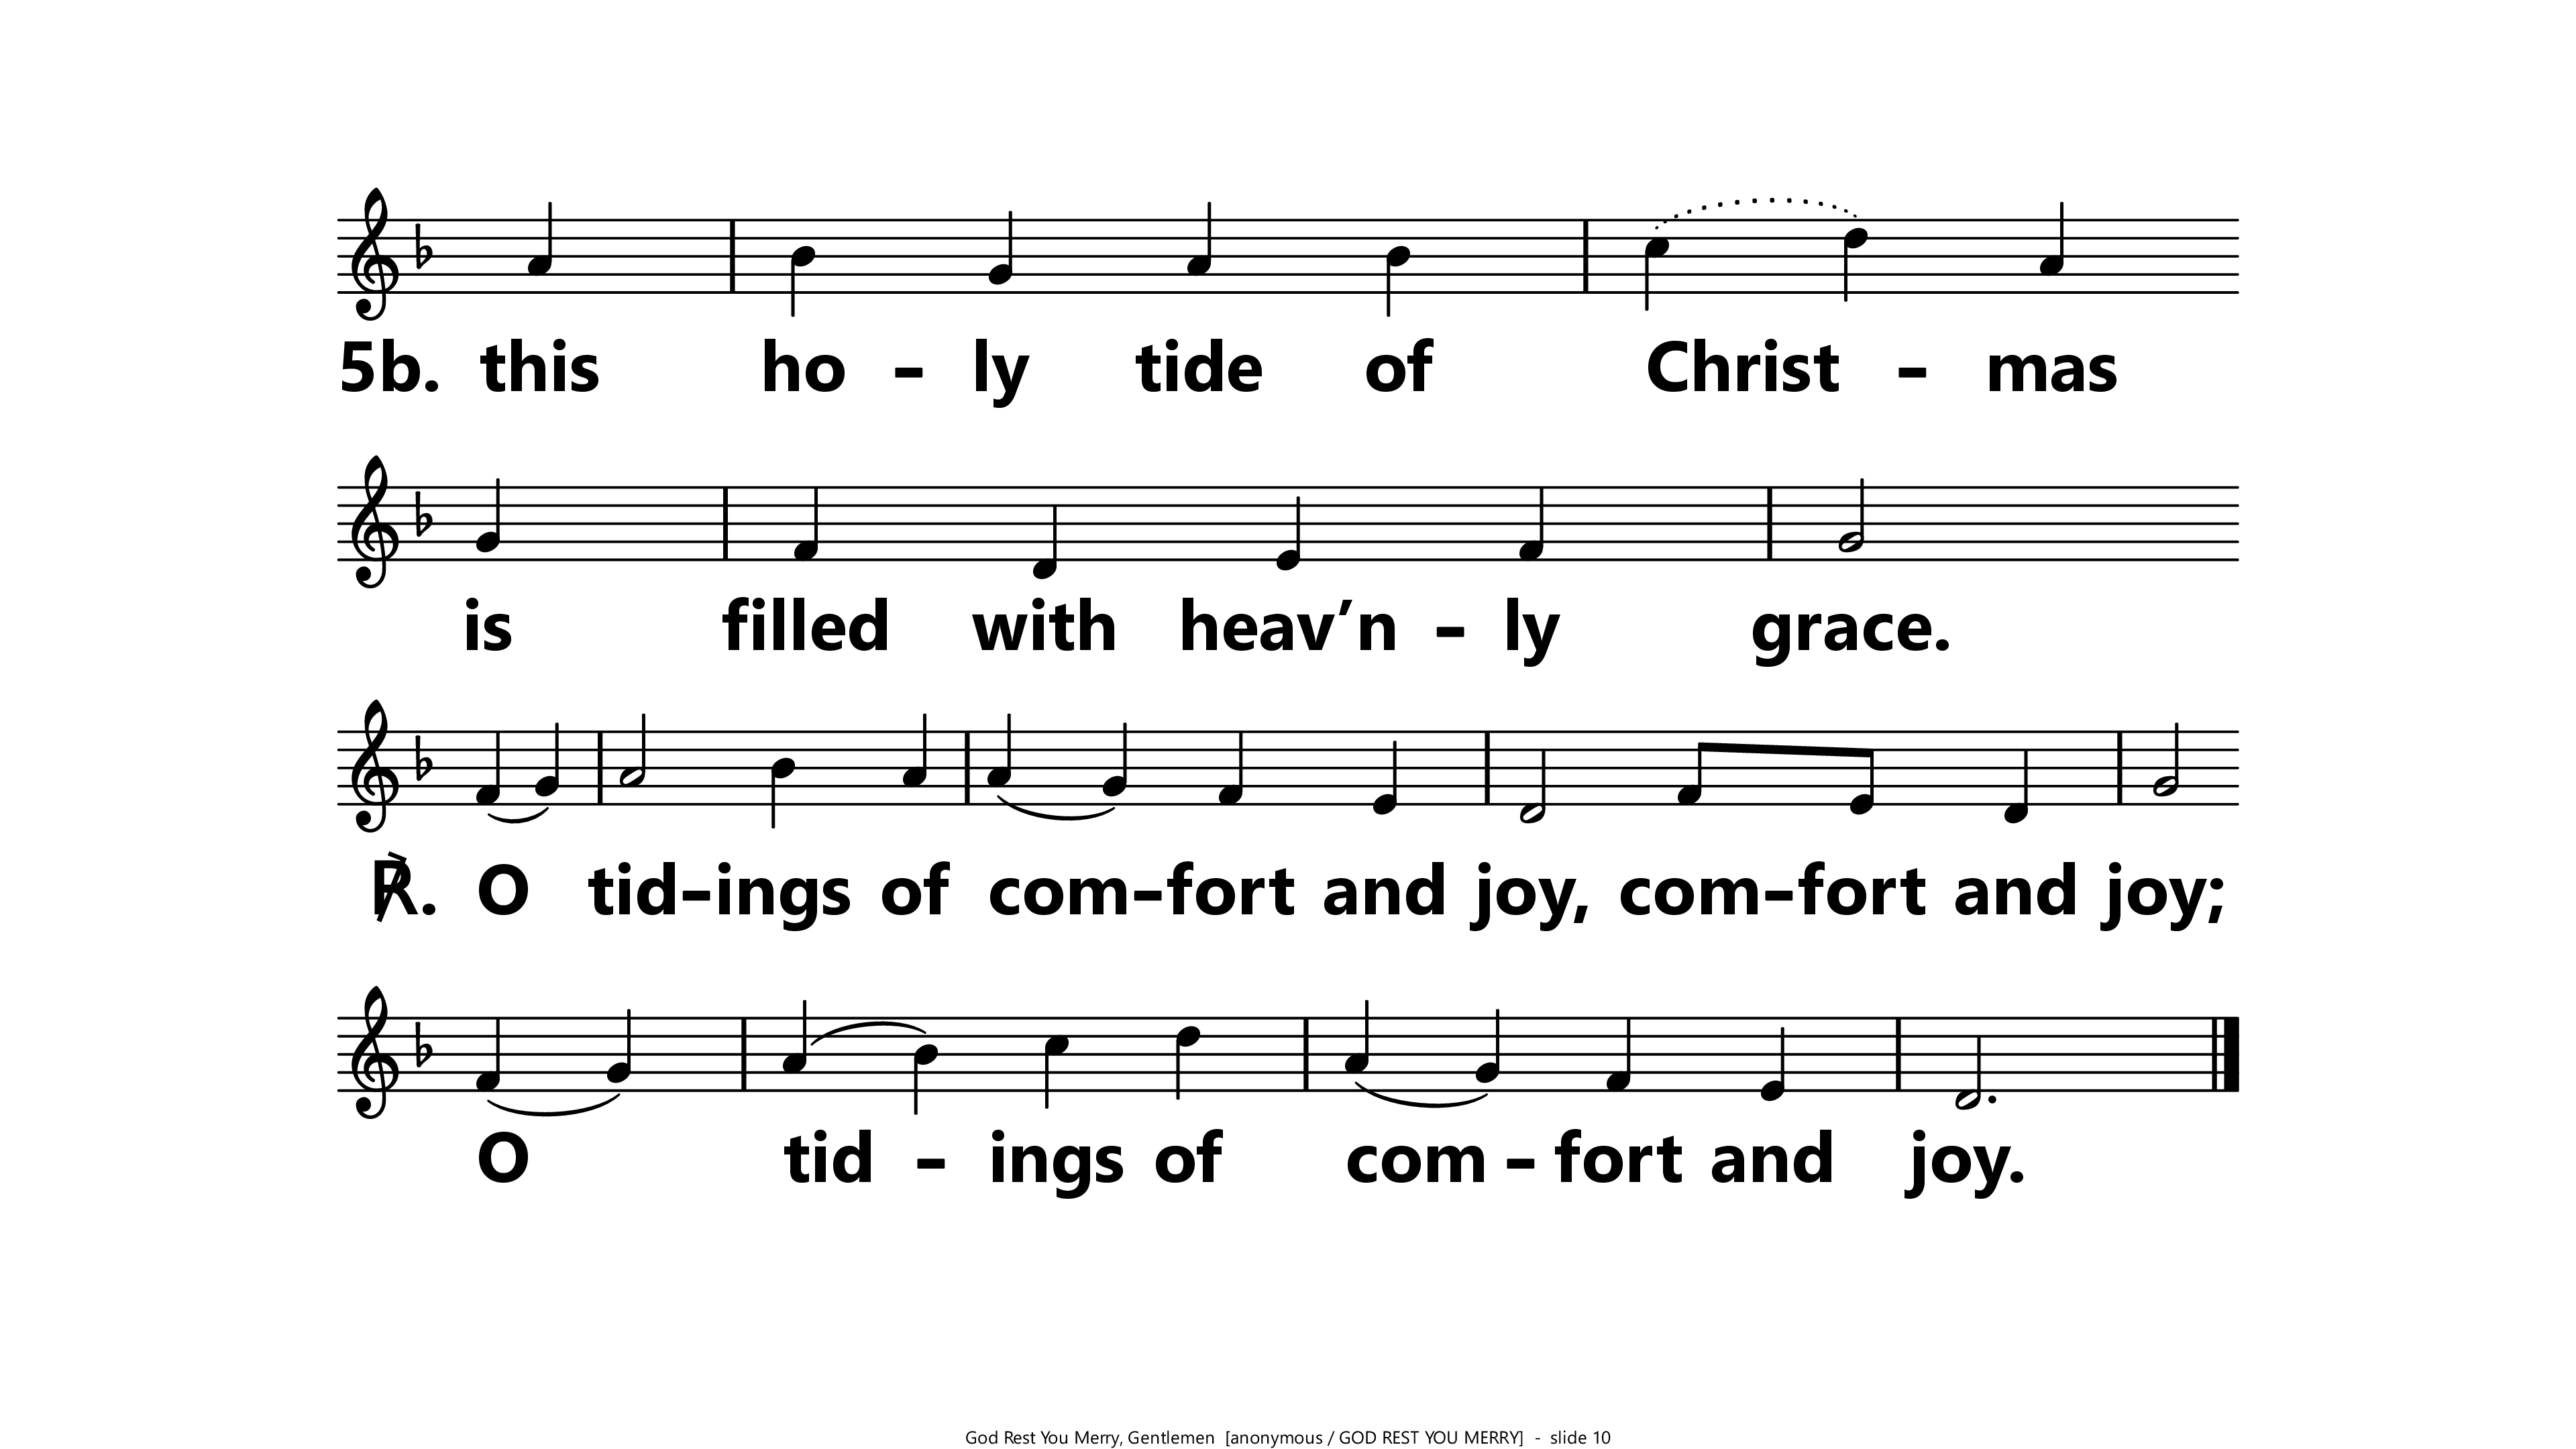 5b. this ho - ly tide of Christ - mas
is filled with heav’n - ly grace.
℟. O tid-ings of com-fort and joy, com-fort and joy;
O tid - ings of com - fort and joy.
God Rest You Merry, Gentlemen [anonymous / GOD REST YOU MERRY] - slide 10